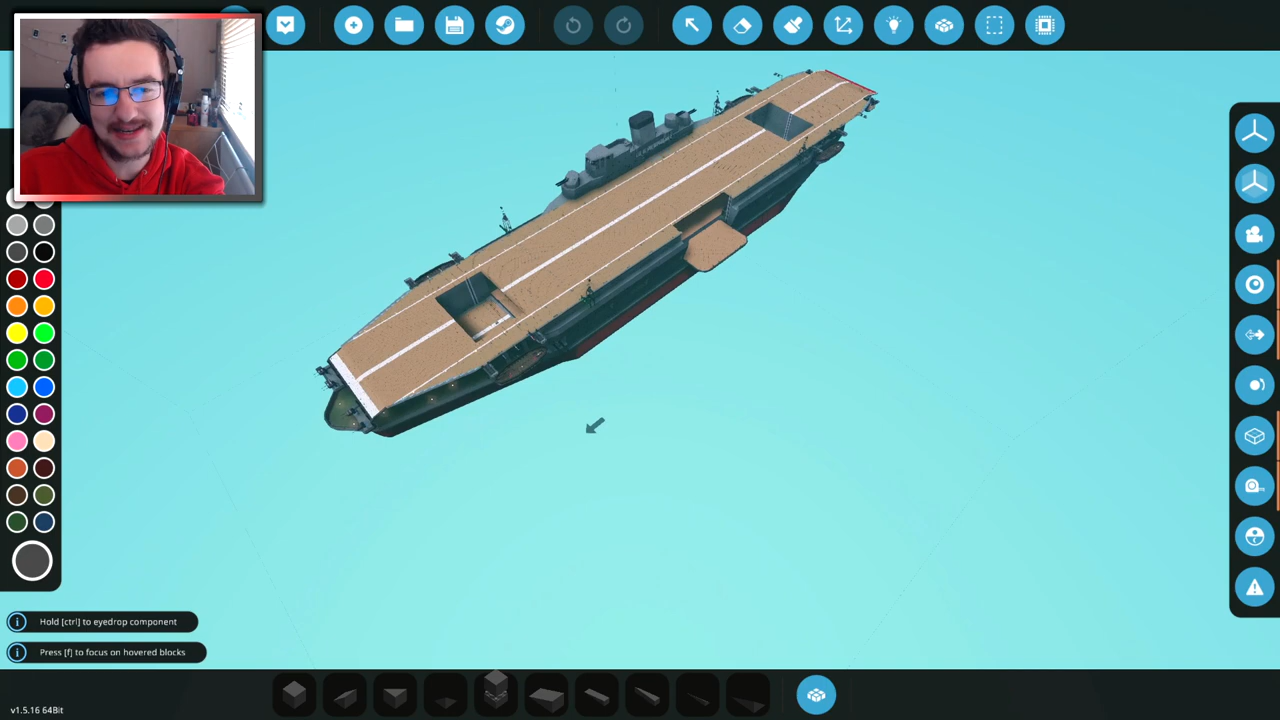 Hold [ctrl] to eyedrop component
Press [f] to focus on hovered blocks
v1.5.16 64Bit